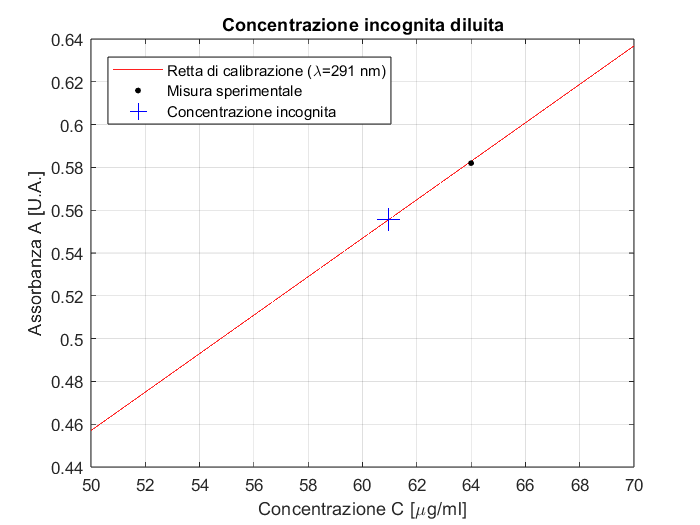 Concentrazione incognita diluita
0.64
0.62
0.6
0.58
0.56
0.54
0.52
0.5
0.48
0.46
0.44
Assorbanza A [U.A.]
Retta di calibrazione (λ=291 nm)
Misura sperimentale
Concentrazione incognita
50 52 54 56 58 60 62 64 66 68 70
Concentrazione C [μg/ml]